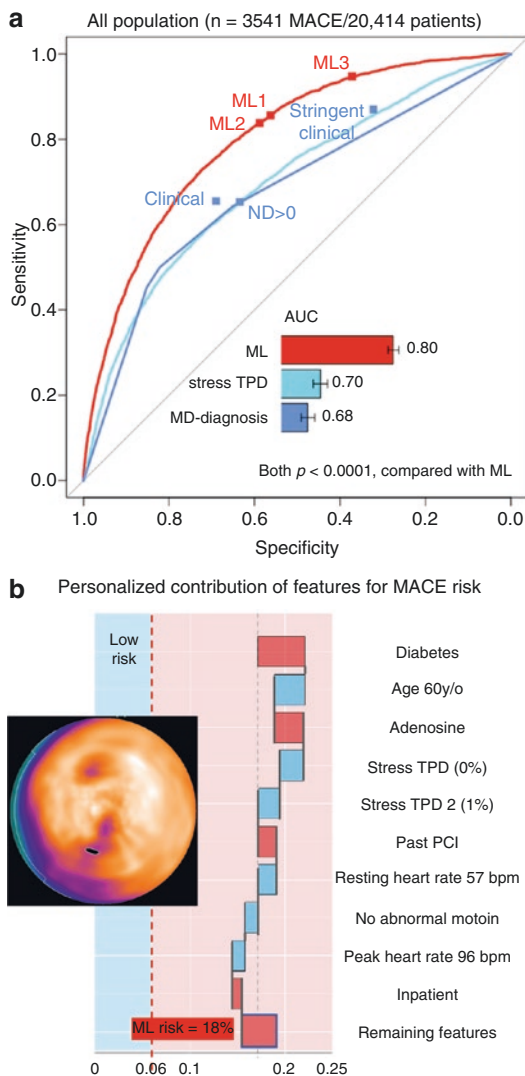 a All population (n = 3541 MACE/20,414 patients)
1.0
0.8
0.6
0.4
0.2
0.0
Sensitivity
ML3
ML1
ML2
Stringent
clinical
Clinical
ND>0
AUC
ML 0.80
stress TPD 0.70
MD-diagnosis 0.68
Both p < 0.0001, compared with ML
1.0 0.8 0.6 0.4 0.2 0.0
Specificity
b Personalized contribution of features for MACE risk
Low
risk
Diabetes
Age 60y/o
Adenosine
Stress TPD (0%)
Stress TPD 2 (1%)
Past PCI
Resting heart rate 57 bpm
No abnormal motoin
Peak heart rate 96 bpm
Inpatient
ML risk = 18%
Remaining features
0 0.06 0.1 0.2 0.25